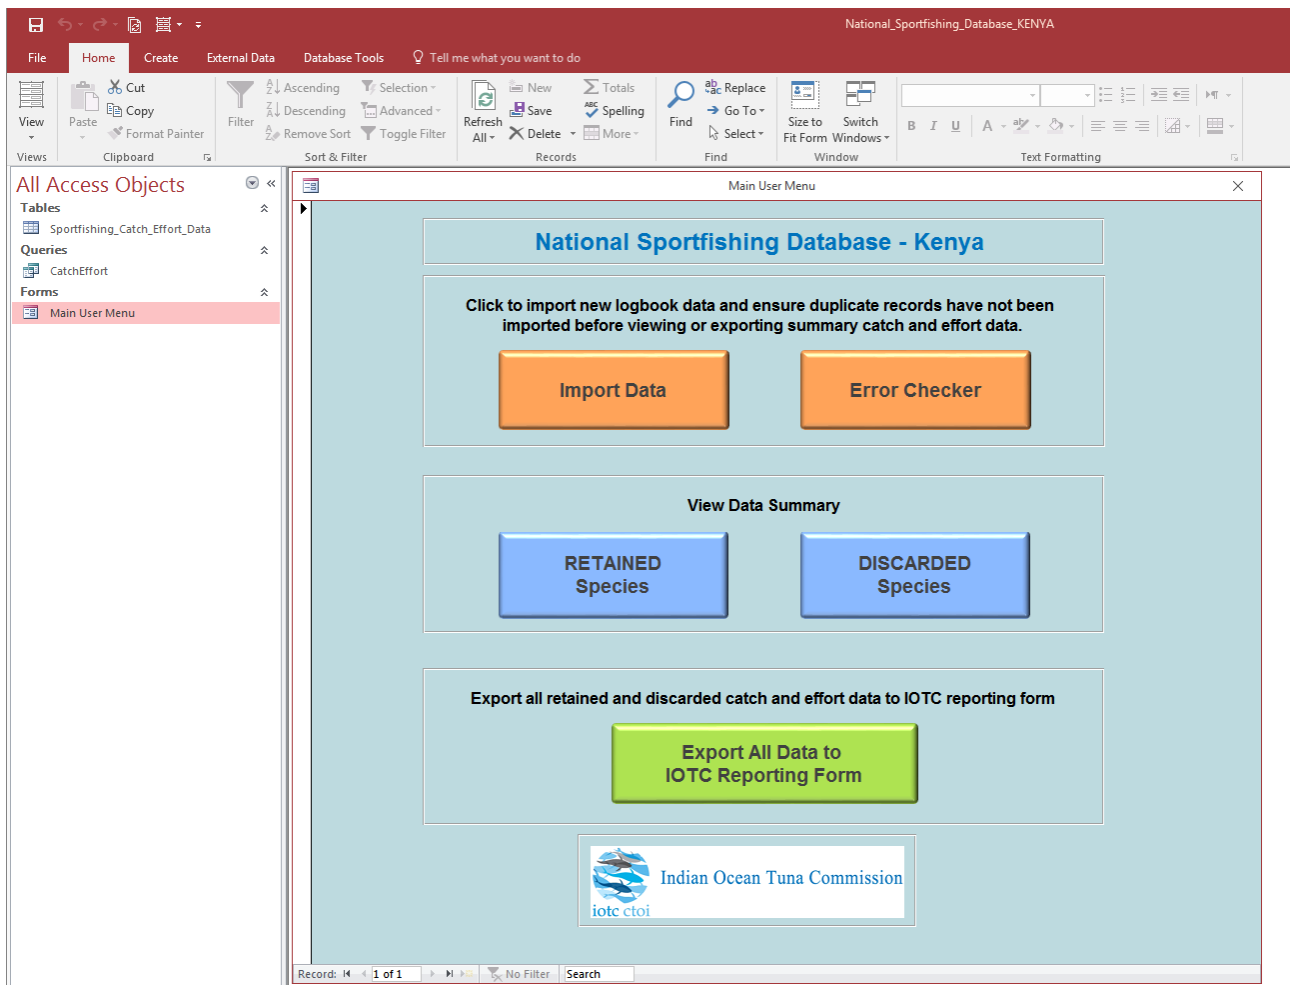 National_Sportfishing_Database_KENYA
File Home Create External Data Database Tools Tell me what you want to do
View
Paste
Cut
Copy
Format Painter
Filter
Ascending
Descending
Remove Sort
Selection
Advanced
Toggle Filter
Refresh
All
New
Save
Delete
Totals
Spelling
More
Find
Replace
Go To
Select
Size to
Fit Form
Switch
Windows
B I U A
Views Clipboard Sort & Filter Records Find Window Text Formatting
All Access Objects
Tables
Sportfishing_Catch_Effort_Data
Queries
CatchEffort
Forms
Main User Menu
Main User Menu
National Sportfishing Database - Kenya
Click to import new logbook data and ensure duplicate records have not been
imported before viewing or exporting summary catch and effort data.
Import Data
Error Checker
View Data Summary
RETAINED
Species
DISCARDED
Species
Export all retained and discarded catch and effort data to IOTC reporting form
Export All Data to
IOTC Reporting Form
iotc ctoi
Indian Ocean Tuna Commission
Record: 1 of 1 No Filter Search